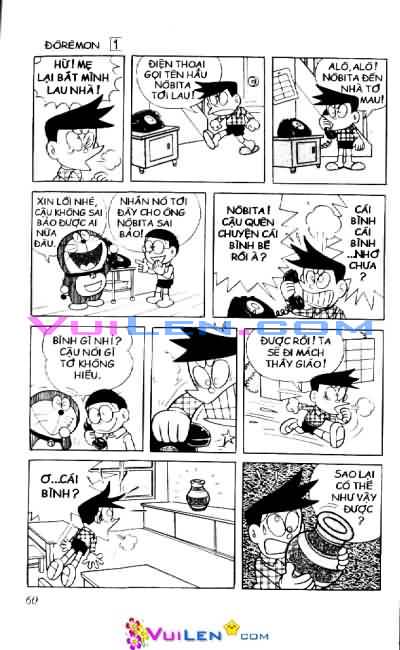 ĐÔRÊMON 1
HỪ! MẸ
LẠI BẮT MÌNH
LAU NHÀ!
ĐIỆN THOẠI
GỌI TÊN HẦU
NÔBITA
TỚI LAU!
ALÔ, ALÔ!
NÔBITA ĐẾN
NHÀ TỚ
MAU!
XIN LỖI NHÉ,
CẬU KHÔNG SAI
BẢO ĐƯỢC AI
NỮA ĐÂU.
NHẮN NÓ TỚI
ĐÂY CHO ÔNG
NÔBITA SAI
BẢO!
NÔBITA!
CẬU QUÊN
CHUYỆN CÁI
BÌNH BỂ
RỒI À?
CÁI
BÌNH
CÁI
BÌNH
...NHỚ
CHƯA?
VUILEN.COM
BÌNH GÌ NHỈ?
CẬU NÓI GÌ
TỚ KHÔNG
HIỂU.
ĐƯỢC RỒI! TA
SẼ ĐI MÁCH
THẦY GIÁO!
Ơ...CÁI
BÌNH?
SAO LẠI
CÓ THỂ
NHƯ VẬY
ĐƯỢC
?
60
VUILEN.COM